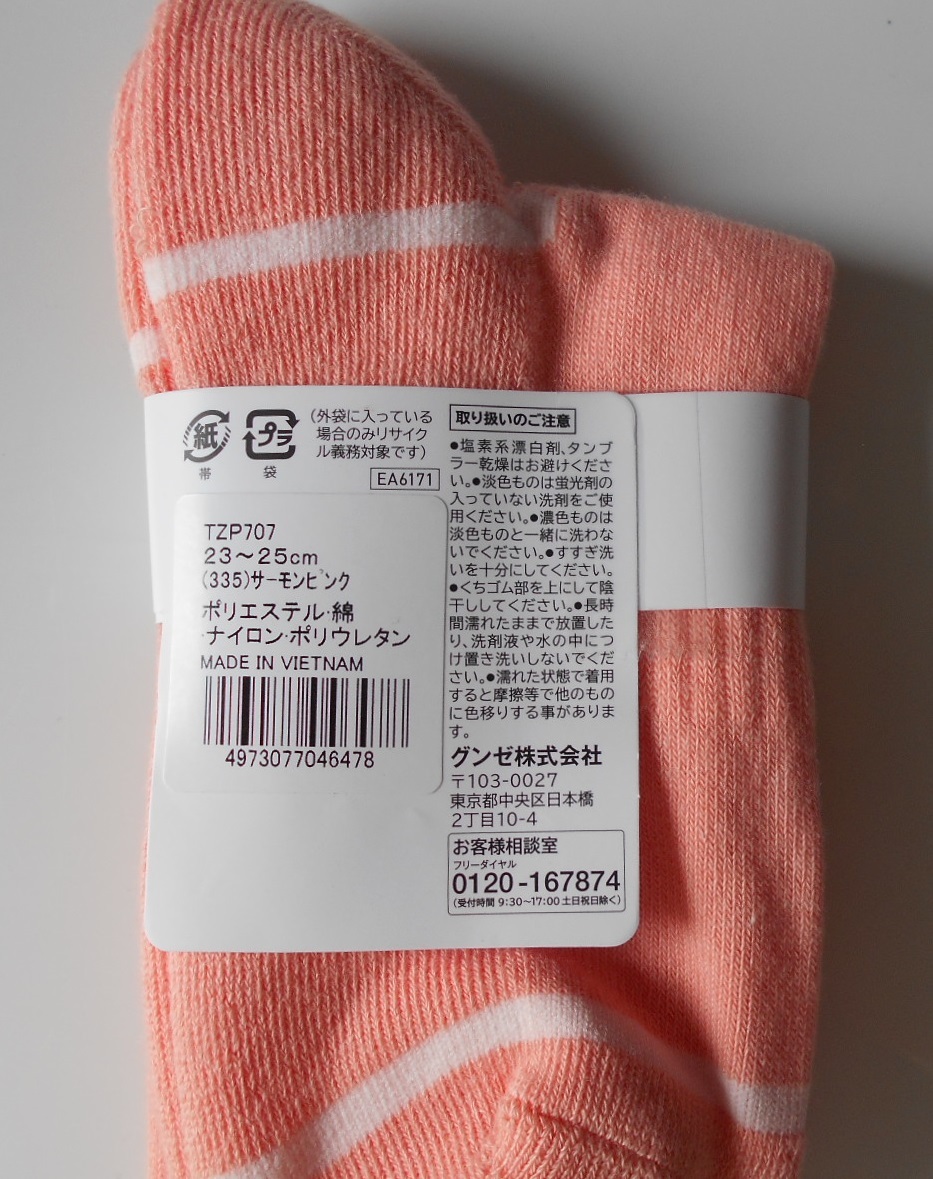 紙
帯
プラ
袋
(外袋に入っている
場合のみリサイク
ル義務対象です)
EA6171
TZP707
23〜25cm
(335)サーモンピンク
ポリエステル・綿
・ナイロン・ポリウレタン
MADE IN VIETNAM
4973077046478
取り扱いのご注意
●塩素系漂白剤、タンブ
ラー乾燥はお避けくださ
い。●淡色ものは蛍光剤の
入っていない洗剤をご使
用ください。●濃色ものは
淡色ものと一緒に洗わな
いでください。●すすぎ洗
いを十分にしてください。
●くちゴム部を上にして陰
干ししてください。●長時
間濡れたままで放置した
り、洗剤液や水の中につ
け置き洗いしないでくだ
さい。●濡れた状態で着用
すると摩擦等で他のもの
に色移りする事がありま
す。
グンゼ株式会社
〒103-0027
東京都中央区日本橋
2丁目10-4
お客様相談室
フリーダイヤル
0120-167874
(受付時間 9:30〜17:00 土日祝日除く)